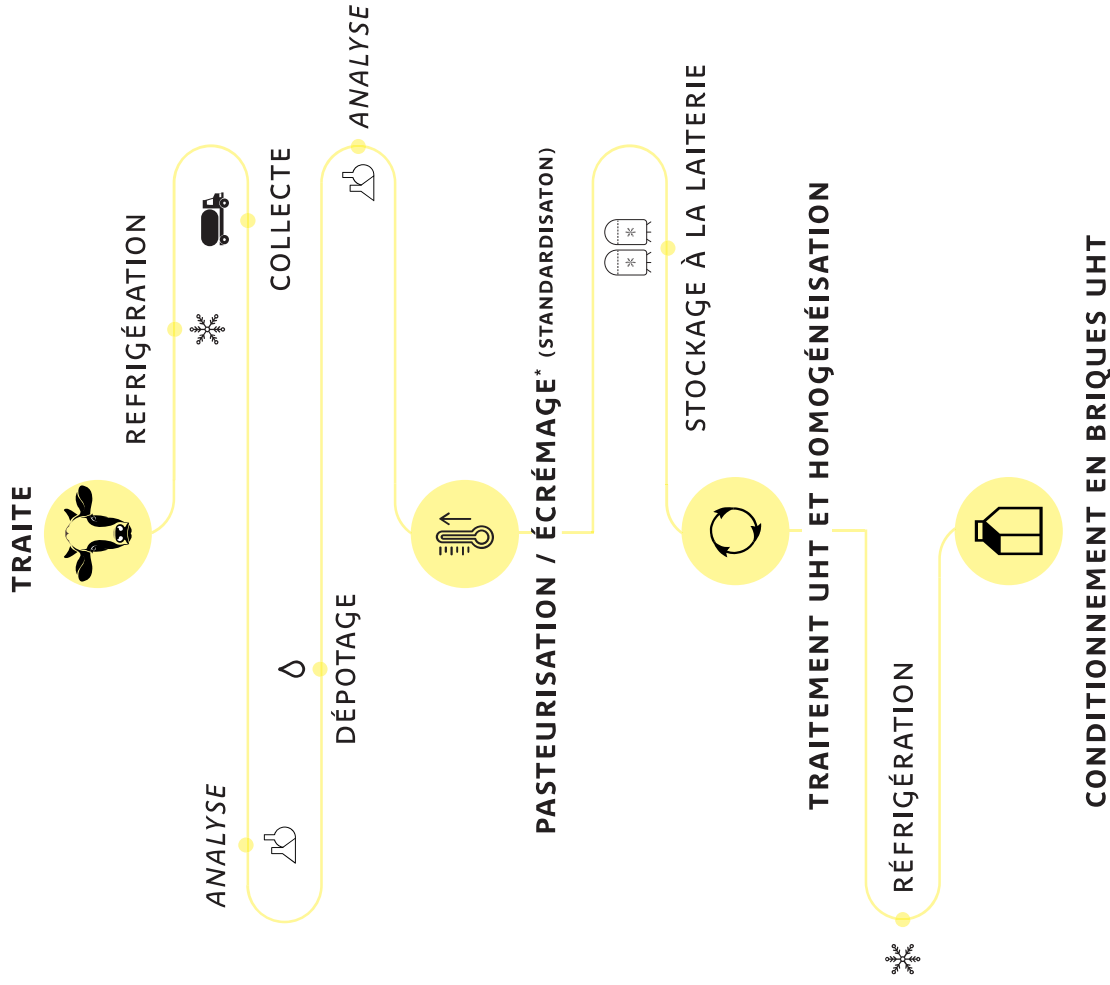 TRAITE
REFRIGÉRATION
COLLECTE
ANALYSE
DÉPOTAGE
ANALYSE
PASTEURISATION / ÉCRÉMAGE* (STANDARDISATON)
STOCKAGE À LA LAITERIE
TRAITEMENT UHT ET HOMOGÉNÉISATION
RÉFRIGÉRATION
CONDITIONNEMENT EN BRIQUES UHT